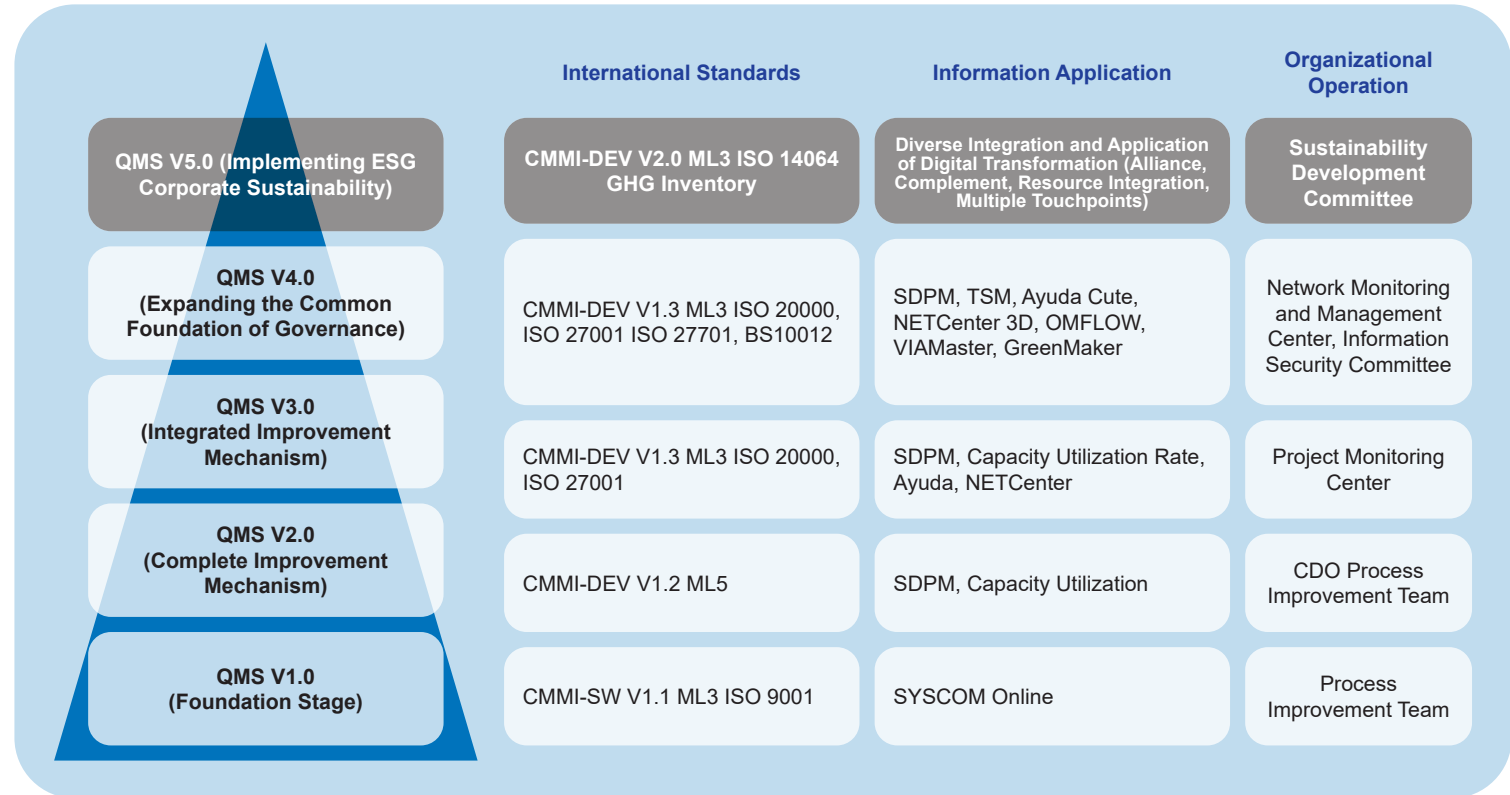 International Standards
Information Application
Organizational
Operation
QMS V5.0 (Implementing ESG
Corporate Sustainability)
CMMI-DEV V2.0 ML3 ISO 14064
GHG Inventory
Diverse Integration and Application
of Digital Transformation (Alliance,
Complement, Resource Integration,
Multiple Touchpoints)
Sustainability
Development
Committee
QMS V4.0
(Expanding the Common
Foundation of Governance)
CMMI-DEV V1.3 ML3 ISO 20000,
ISO 27001 ISO 27701, BS10012
SDPM, TSM, Ayuda Cute,
NETCenter 3D, OMFLOW,
VIAMaster, GreenMaker
Network Monitoring
and Management
Center, Information
Security Committee
QMS V3.0
(Integrated Improvement
Mechanism)
CMMI-DEV V1.3 ML3 ISO 20000,
ISO 27001
SDPM, Capacity Utilization Rate,
Ayuda, NETCenter
Project Monitoring
Center
QMS V2.0
(Complete Improvement
Mechanism)
CMMI-DEV V1.2 ML5
SDPM, Capacity Utilization
CDO Process
Improvement Team
QMS V1.0
(Foundation Stage)
CMMI-SW V1.1 ML3 ISO 9001
SYSCOM Online
Process
Improvement Team